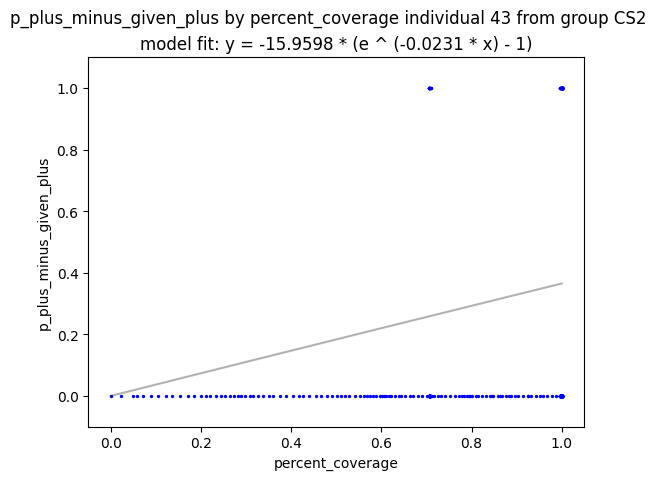 p_plus_minus_given_plus by percent_coverage individual 43 from group CS2
model fit: y = -15.9598 * (e ^ (-0.0231 * x) - 1)
1.0
0.8
0.6
0.4
0.2
0.0
p_plus_minus_given_plus
0.0 0.2 0.4 0.6 0.8 1.0
percent_coverage